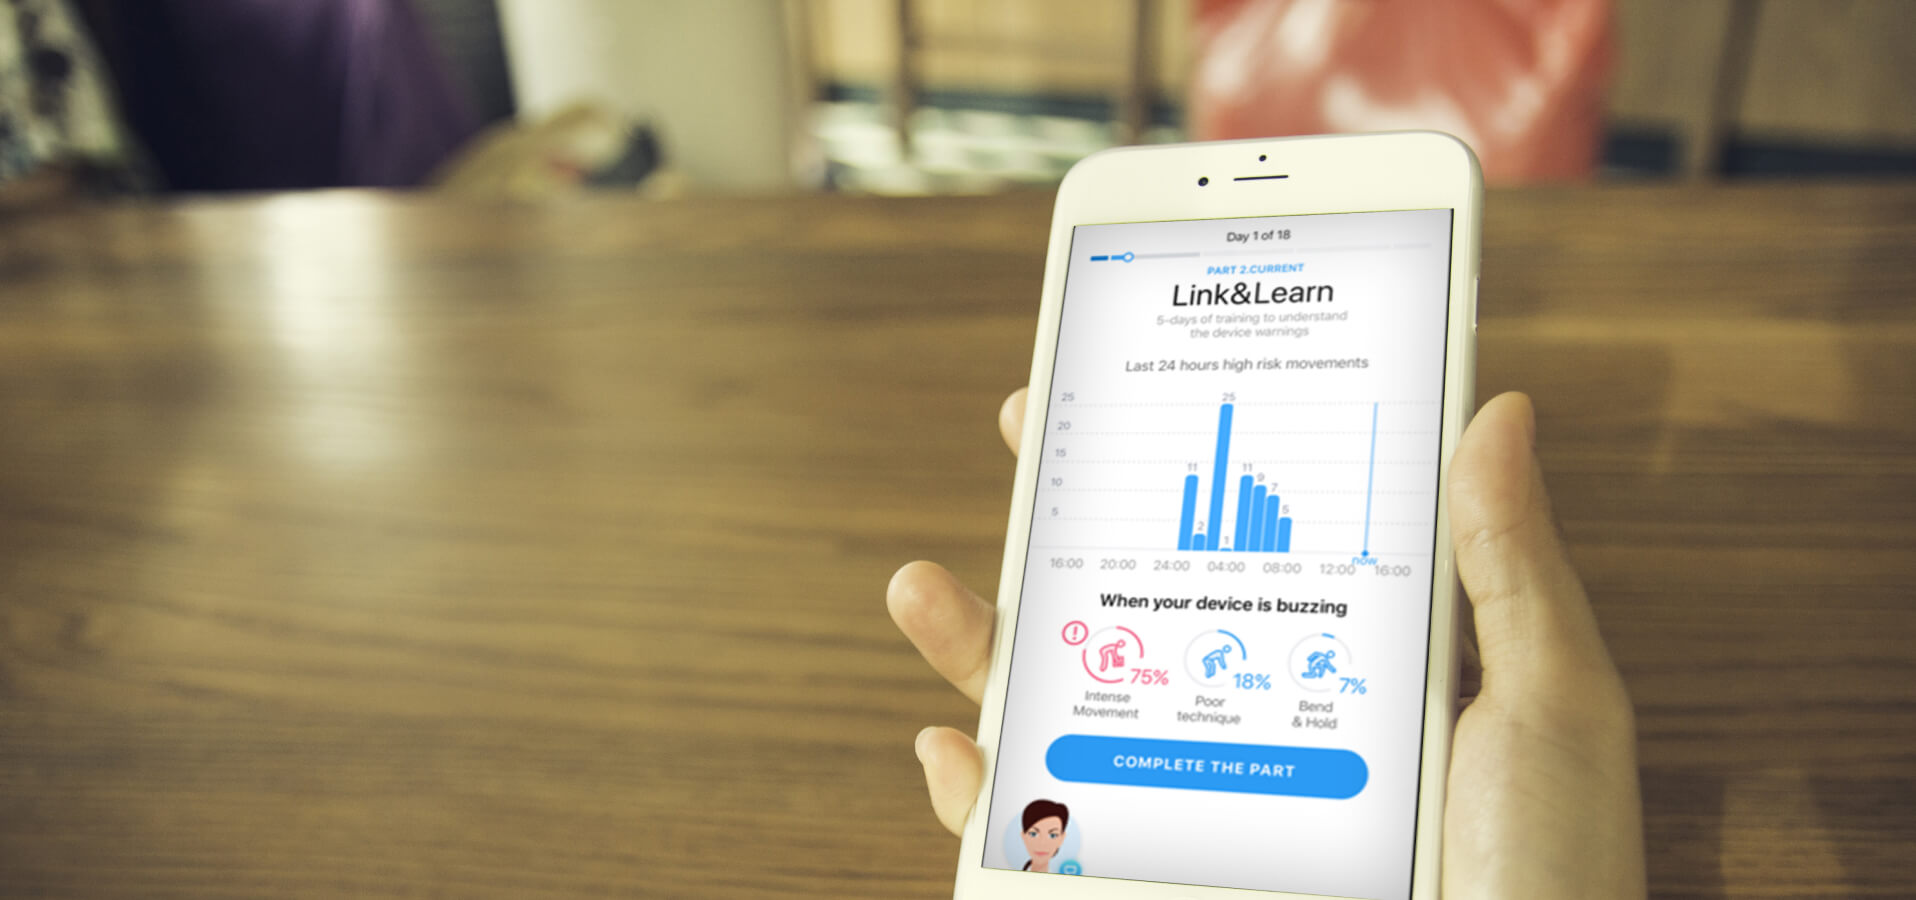 Day 1 of 18
PART 2.CURRENT
Link&Learn
5-days of training to understand
the device warnings
Last 24 hours high risk movements
25
20
15
10
5
11
2
25
1
11
9
7
5
now
16:00 20:00 24:00 04:00 08:00 12:00 16:00
When your device is buzzing
! 75% 18% 7%
Intense
Movement
Poor
technique
Bend
& Hold
COMPLETE THE PART